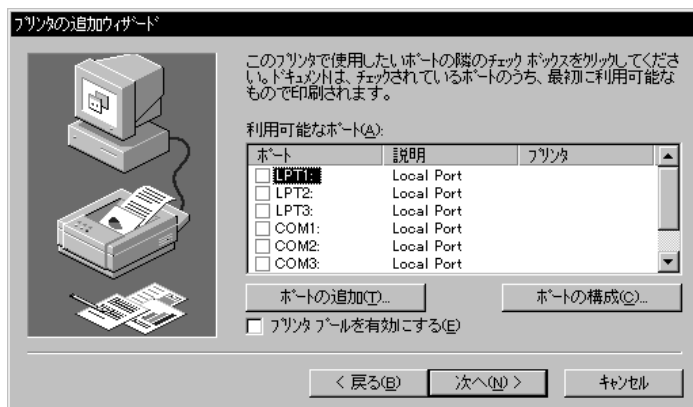 プリンタの追加ウィザード
このプリンタで使用したいポートの隣のチェック ボックスをクリックしてくださ
い。ドキュメントは、チェックされているポートのうち、最初に利用可能な
もので印刷されます。
利用可能なポート(A):
ポート 説明 プリンタ
LPT1: Local Port
LPT2: Local Port
LPT3: Local Port
COM1: Local Port
COM2: Local Port
COM3: Local Port
ポートの追加(T)... ポートの構成(C)...
プリンタ プールを有効にする(E)
< 戻る(B) 次へ(N) > キャンセル